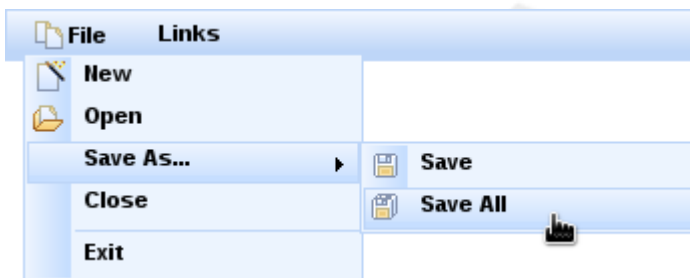 File Links
New
Open
Save As...
Save
Close
Save All
Exit